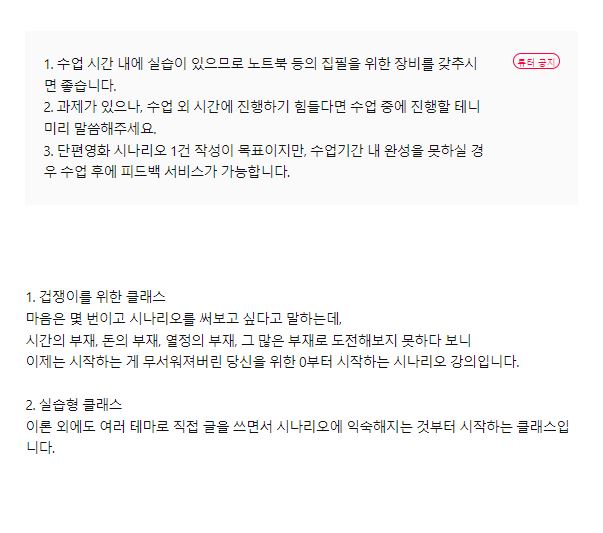 1. 수업 시간 내에 실습이 있으므로 노트북 등의 집필을 위한 장비를 갖추시
면 좋습니다.
2. 과제가 있으나, 수업 외 시간에 진행하기 힘들다면 수업 중에 진행할 테니
미리 말씀해주세요.
3. 단편영화 시나리오 1건 작성이 목표이지만, 수업기간 내 완성을 못하실 경
우 수업 후에 피드백 서비스가 가능합니다.
튜터 공지
1. 겁쟁이를 위한 클래스
마음은 몇 번이고 시나리오를 써보고 싶다고 말하는데,
시간의 부재, 돈의 부재, 열정의 부재, 그 많은 부재로 도전해보지 못하다 보니
이제는 시작하는 게 무서워져버린 당신을 위한 0부터 시작하는 시나리오 강의입니다.
2. 실습형 클래스
이론 외에도 여러 테마로 직접 글을 쓰면서 시나리오에 익숙해지는 것부터 시작하는 클래스입
니다.